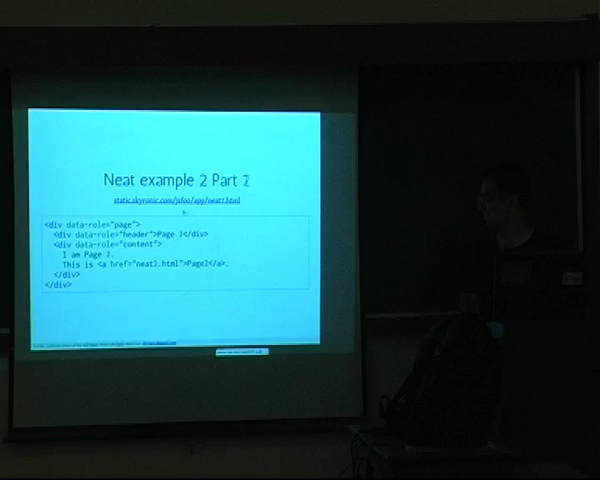 Neat example 2 Part 2
static.skyronic.com/jsfoo/app/neat1.html
<div data-role="page">
<div data-role="header">Page 1</div>
<div data-role="content">
I am Page 1.
This is <a href="neat2.html">Page2</a>.
</div>
</div>